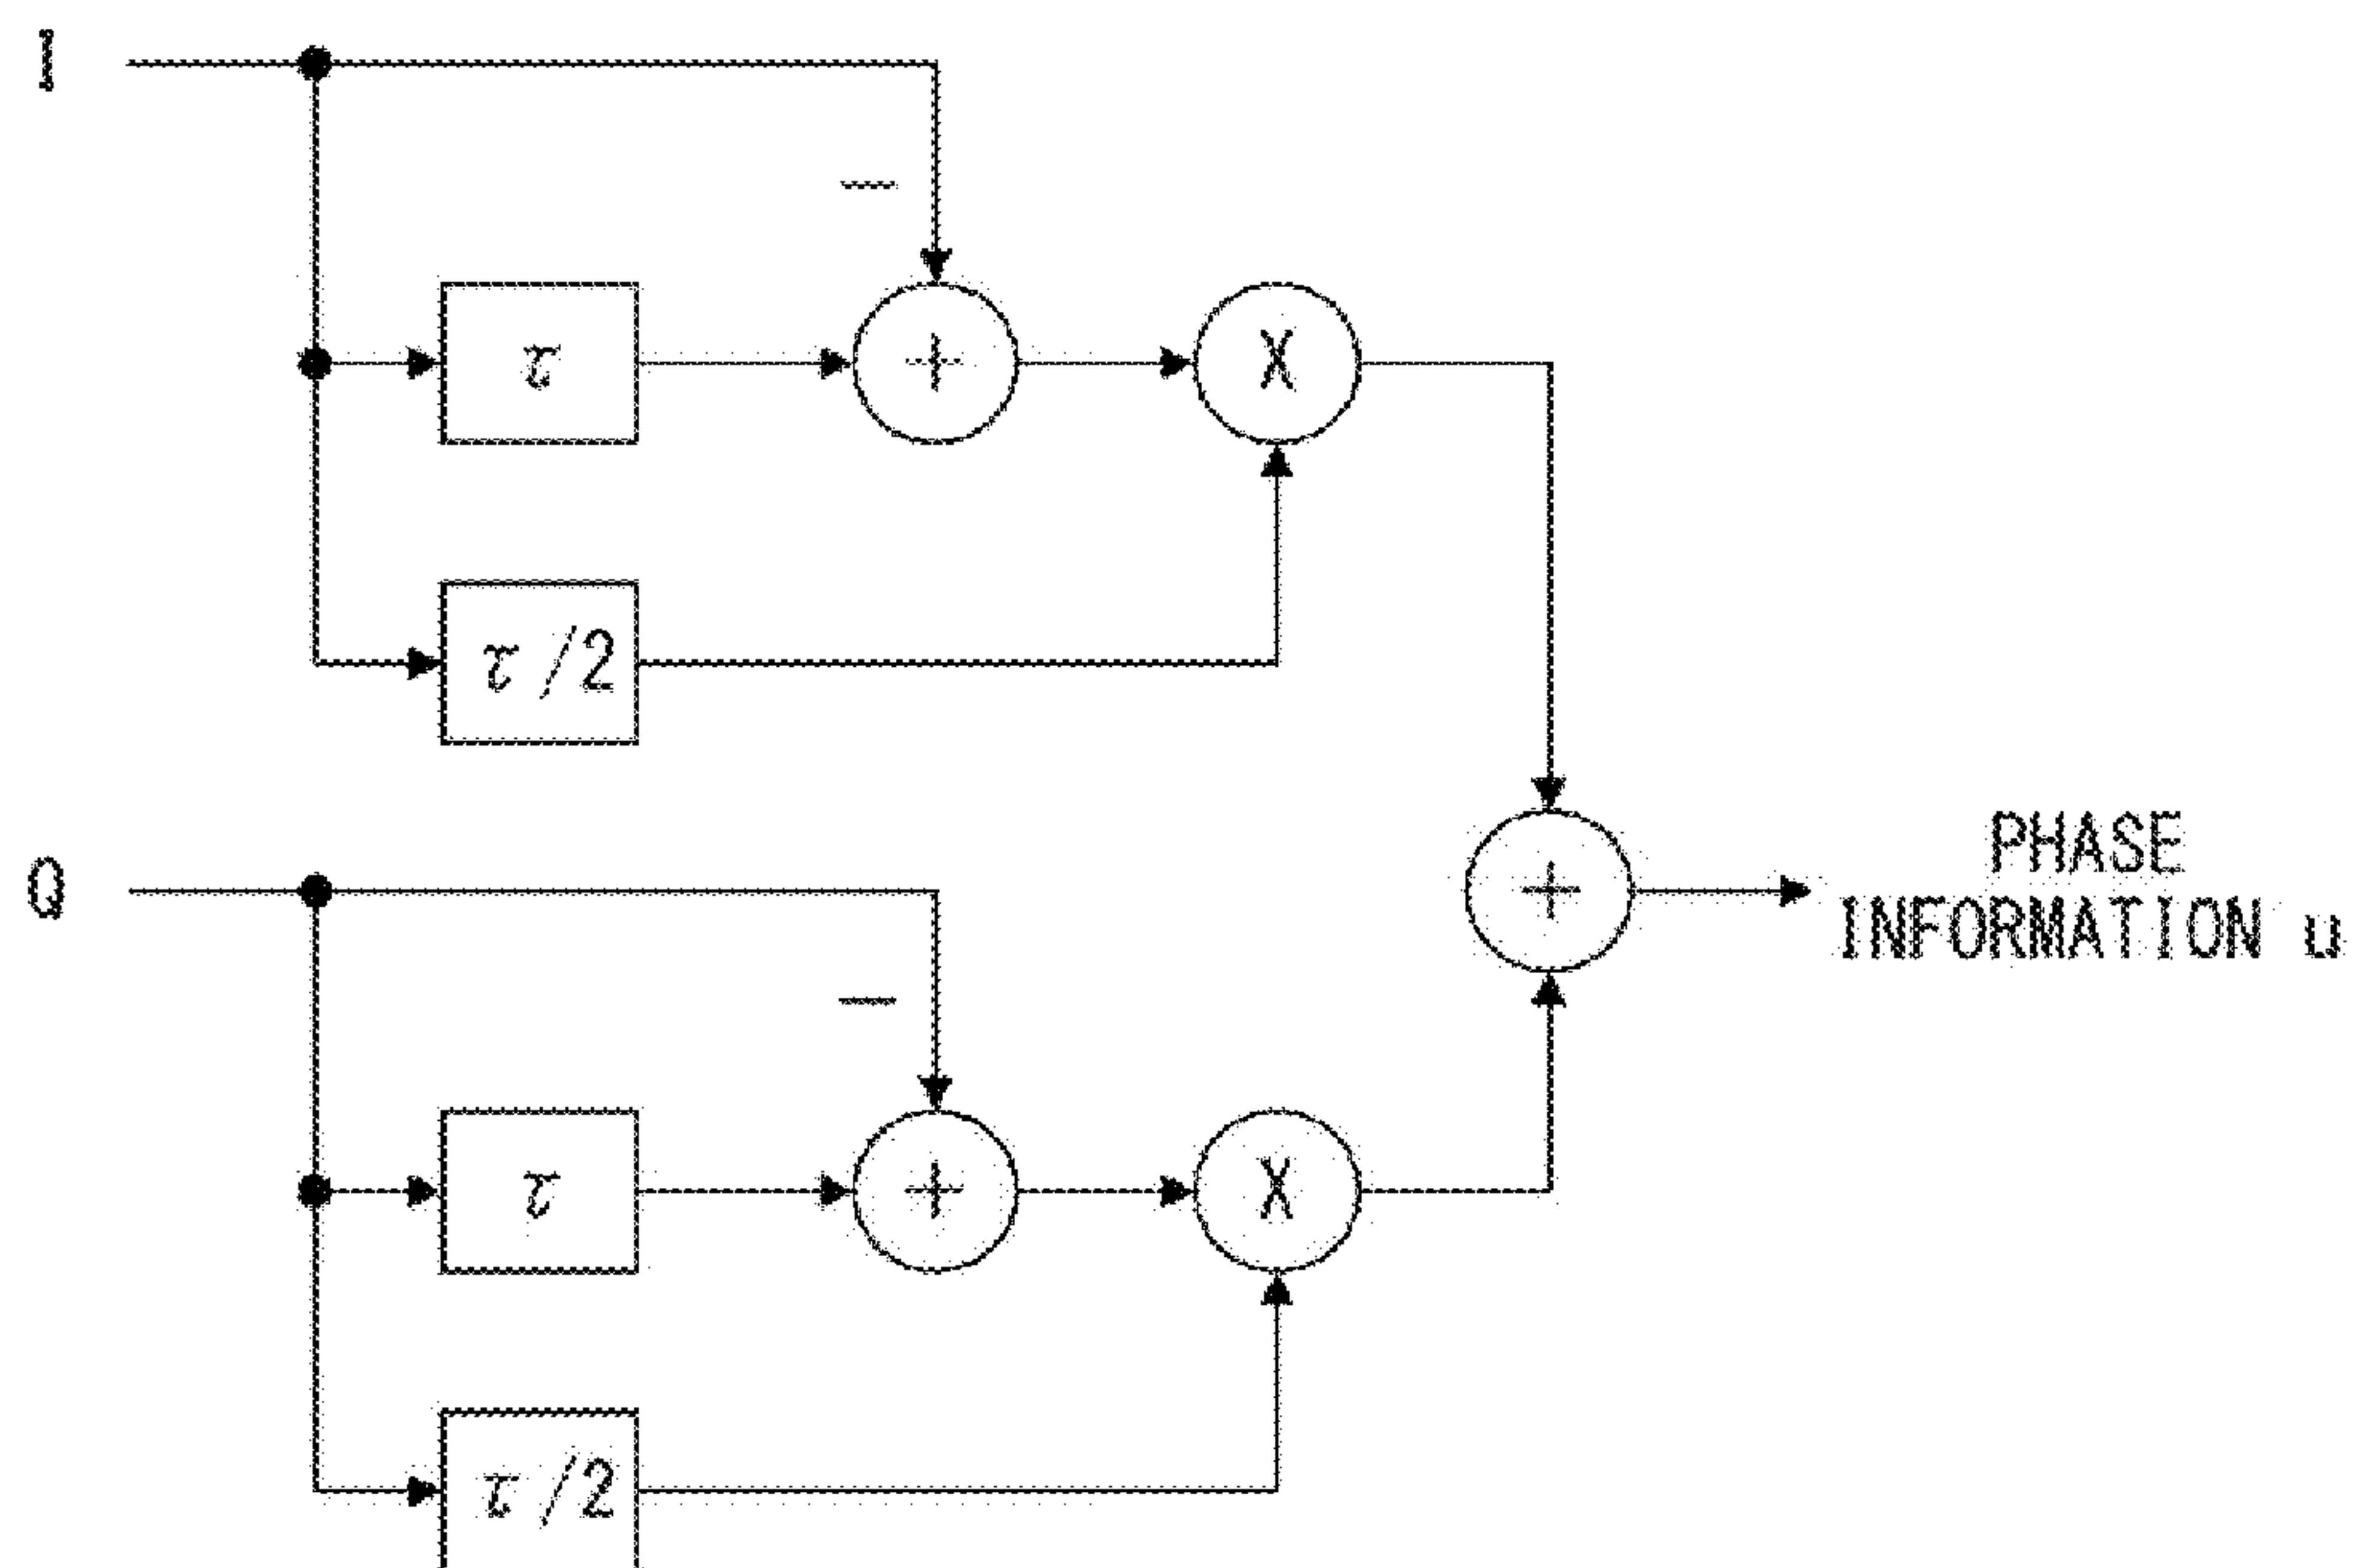 I
−
τ
+
X
τ/2
Q
+
PHASE
INFORMATION u
−
τ
+
X
τ/2